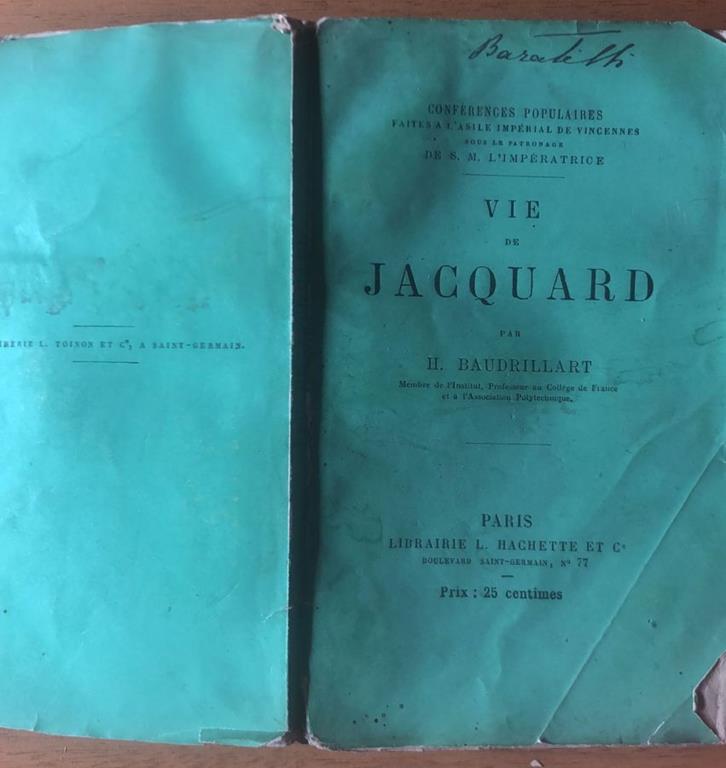 CONFÉRENCES POPULAIRES
FAITES A L'ASILE IMPÉRIAL DE VINCENNES
SOUS LE PATRONAGE
DE S. M. L'IMPÉRATRICE
VIE
DE
JACQUARD
PAR
H. BAUDRILLART
Membre de l'Institut, Professeur au Collège de France
et à l'Association Polytechnique.
PARIS
LIBRAIRIE L. HACHETTE ET Cie
BOULEVARD SAINT-GERMAIN, No 77
Prix : 25 centimes
L. TOINON ET Ce, A SAINT-GERMAIN.